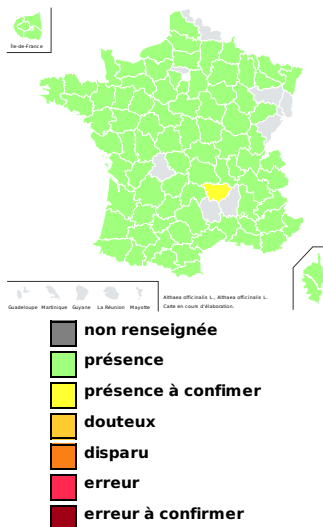 Île-de-France
Guadeloupe Martinique Guyane La Réunion Mayotte
Althaea officinalis L., Althaea officinalis L.
Carte en cours d'élaboration.
non renseignée
présence
présence à confimer
douteux
disparu
erreur
erreur à confirmer